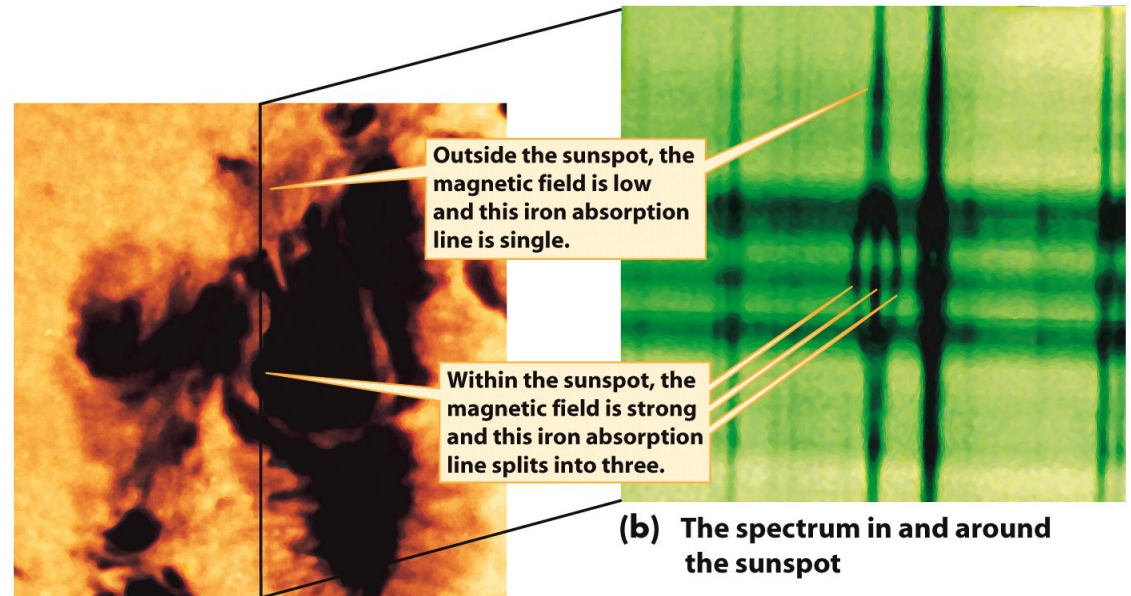 Outside the sunspot, the
magnetic field is low
and this iron absorption
line is single.
Within the sunspot, the
magnetic field is strong
and this iron absorption
line splits into three.
(b) The spectrum in and around
the sunspot